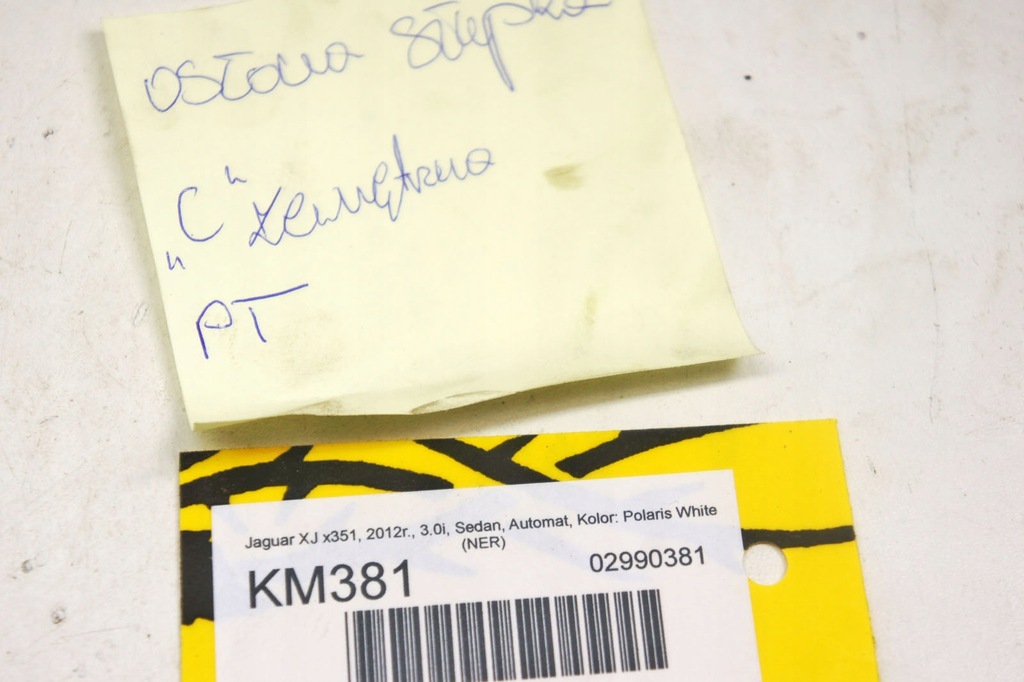 osłona słupka
„C" zewnętrzna
PT
Jaguar XJ x351, 2012r., 3.0i, Sedan, Automat, Kolor: Polaris White
(NER)
02990381
KM381